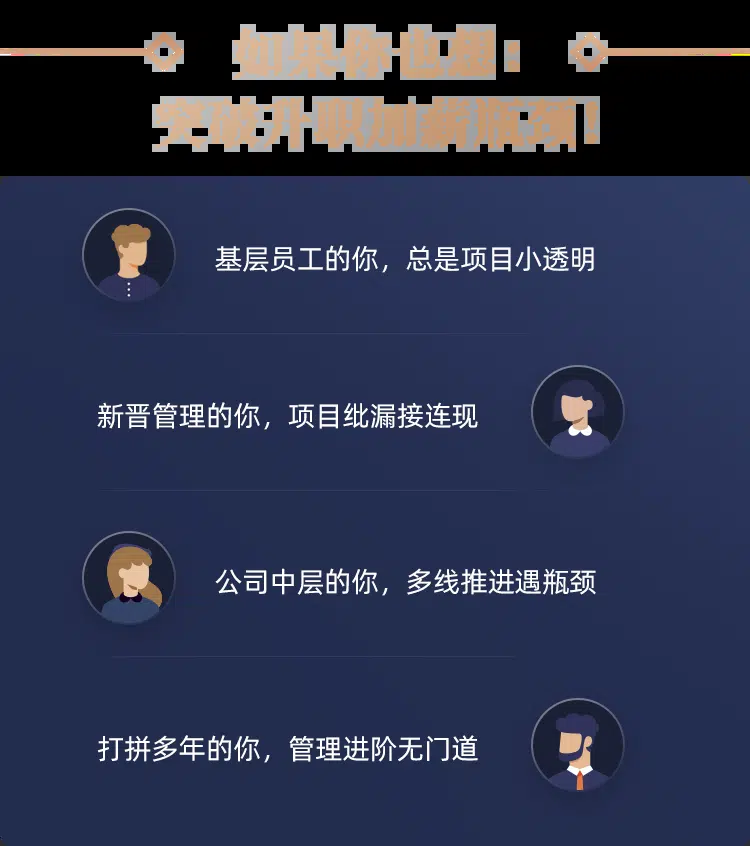 如果你也想：
突破升职加薪瓶颈！
基层员工的你，总是项目小透明
新晋管理的你，项目纰漏接连现
公司中层的你，多线推进遇瓶颈
打拼多年的你，管理进阶无门道